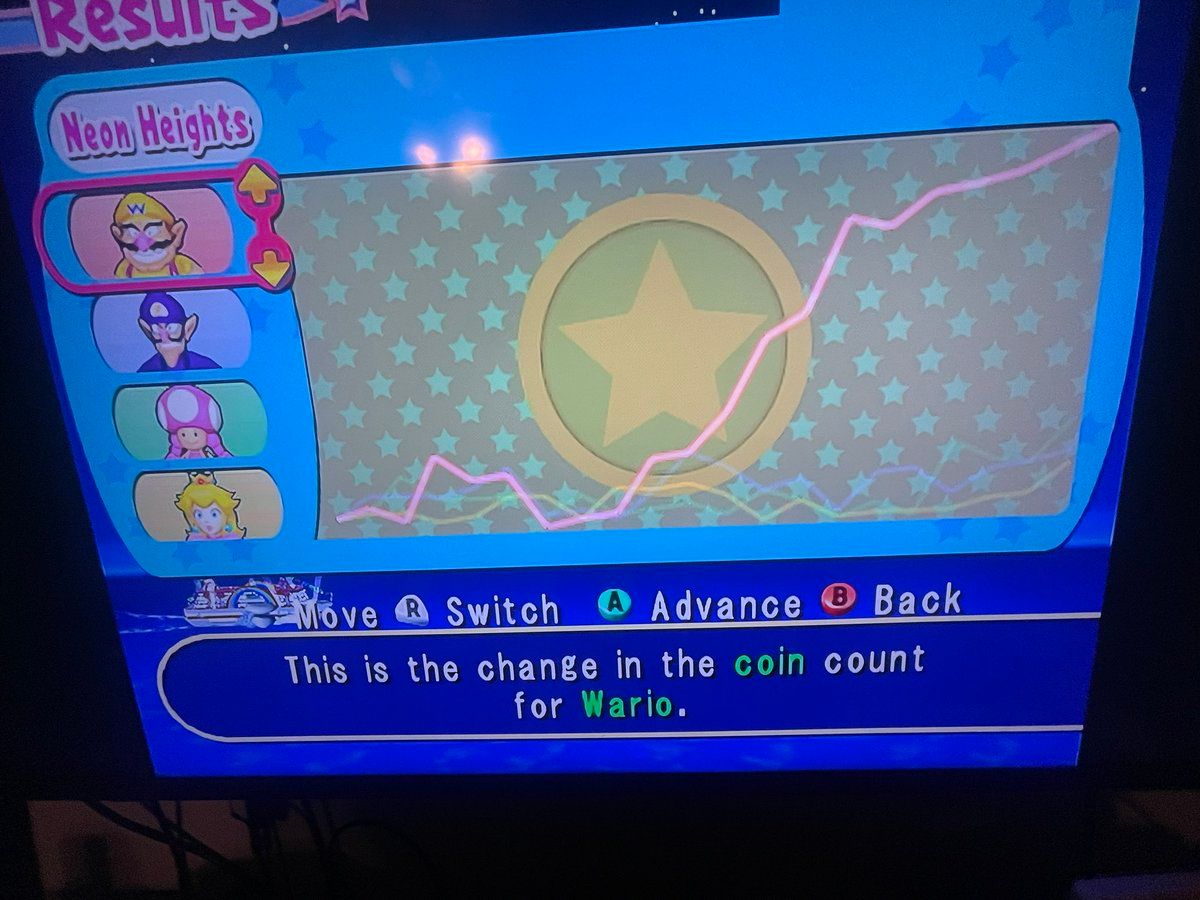 Results
Neon Heights
W
Move R Switch A Advance B Back
This is the change in the coin count
for Wario.